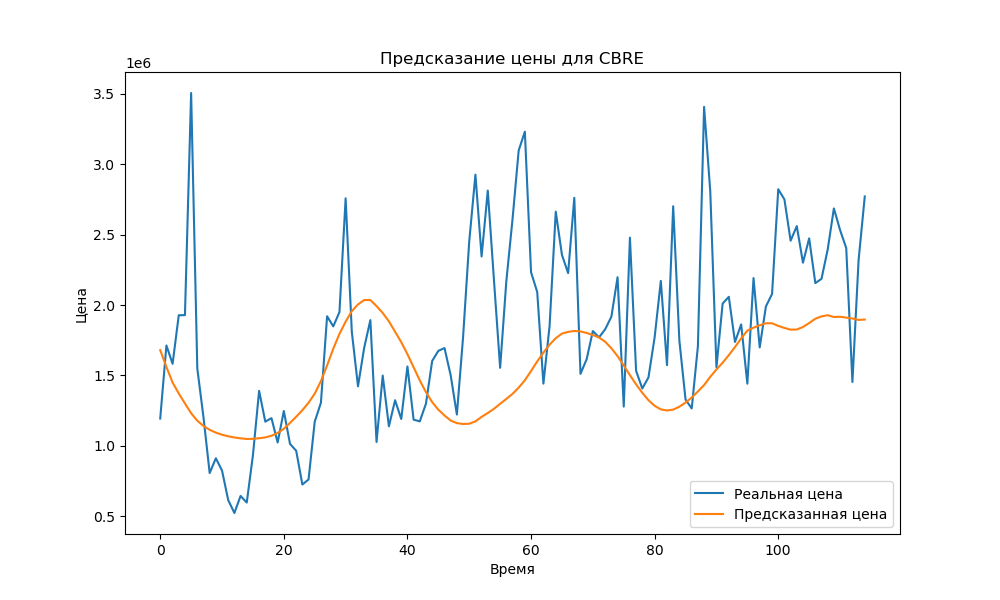 Предсказание цены для CBRE
1e6
3.5
3.0
2.5
2.0
1.5
1.0
0.5
Цена
0 20 40 60 80 100
Время
Реальная цена
Предсказанная цена